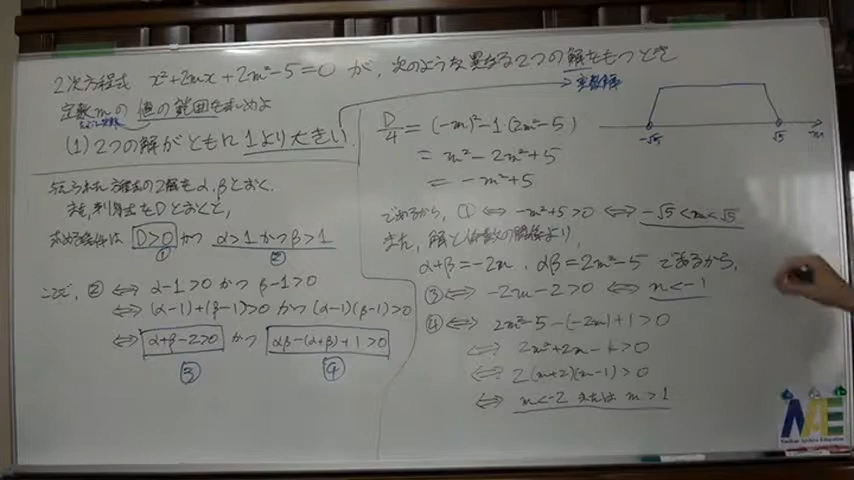 2次方程式 x²+2mx+2m²-5=0 が、次のような異なる2つの解をもつとき
→実数解
定数mの値の範囲を求めよ
(1) 2つの解がともに1より大きい
与えられた方程式の2解をα,βとおく。
また、判別式をDとおくと、
求める条件は D>0 かつ α>1 かつ β>1
① ②
ここで、② ⇔ α-1>0 かつ β-1>0
⇔ (α-1)+(β-1)>0 かつ (α-1)(β-1)>0
⇔ α+β-2>0 かつ αβ-(α+β)+1>0
③ ④
D/4 = (-m)²-1・(2m²-5)
= m²-2m²+5
= -m²+5
であるから、① ⇔ -m²+5>0 ⇔ -√5<m<√5
また、解と係数の関係より、
α+β=-2m, αβ=2m²-5 であるから、
③ ⇔ -2m-2>0 ⇔ m<-1
④ ⇔ 2m²-5-(-2m)+1>0
⇔ 2m²+2m-4>0
⇔ 2(m+2)(m-1)>0
⇔ m<-2 または m>1
-√5 √5 m